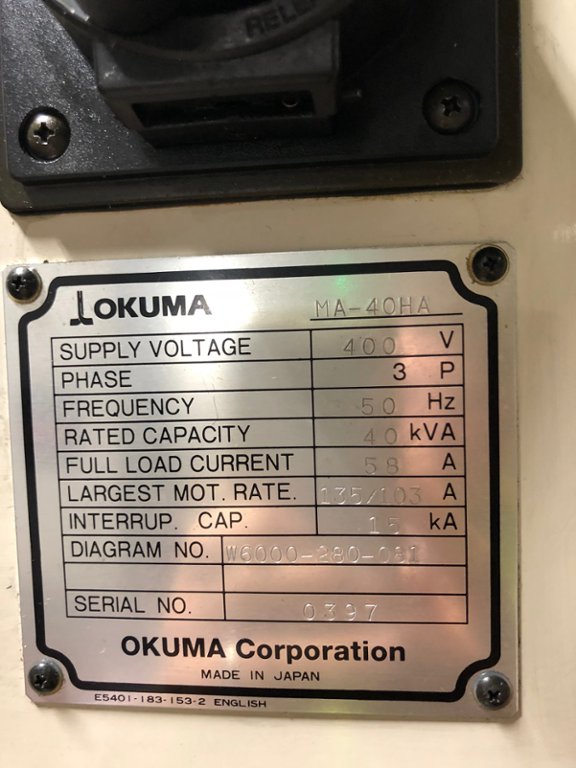 RELE
OKUMA MA-40HA
SUPPLY VOLTAGE 400 V
PHASE 3 P
FREQUENCY 50 Hz
RATED CAPACITY 40 kVA
FULL LOAD CURRENT 58 A
LARGEST MOT. RATE. 135/103 A
INTERRUP. CAP. 15 kA
DIAGRAM NO. W6000-280-081
SERIAL NO. 0397
OKUMA Corporation
MADE IN JAPAN
E5401-183-153-2 ENGLISH